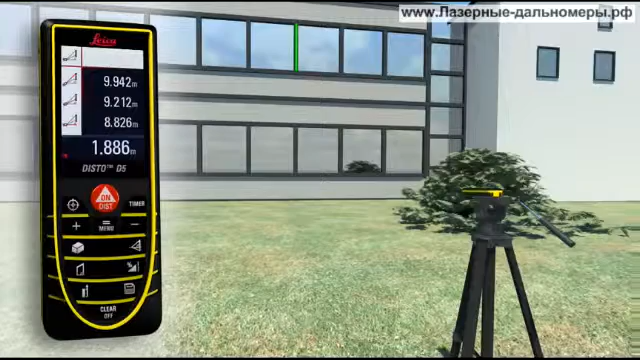 www.Лазерные-дальномеры.рф
Leica
9.942m
9.212m
8.826m
1.886m
DISTO™ D5
ON
DIST
TIMER
+
=
−
MENU
CLEAR
OFF